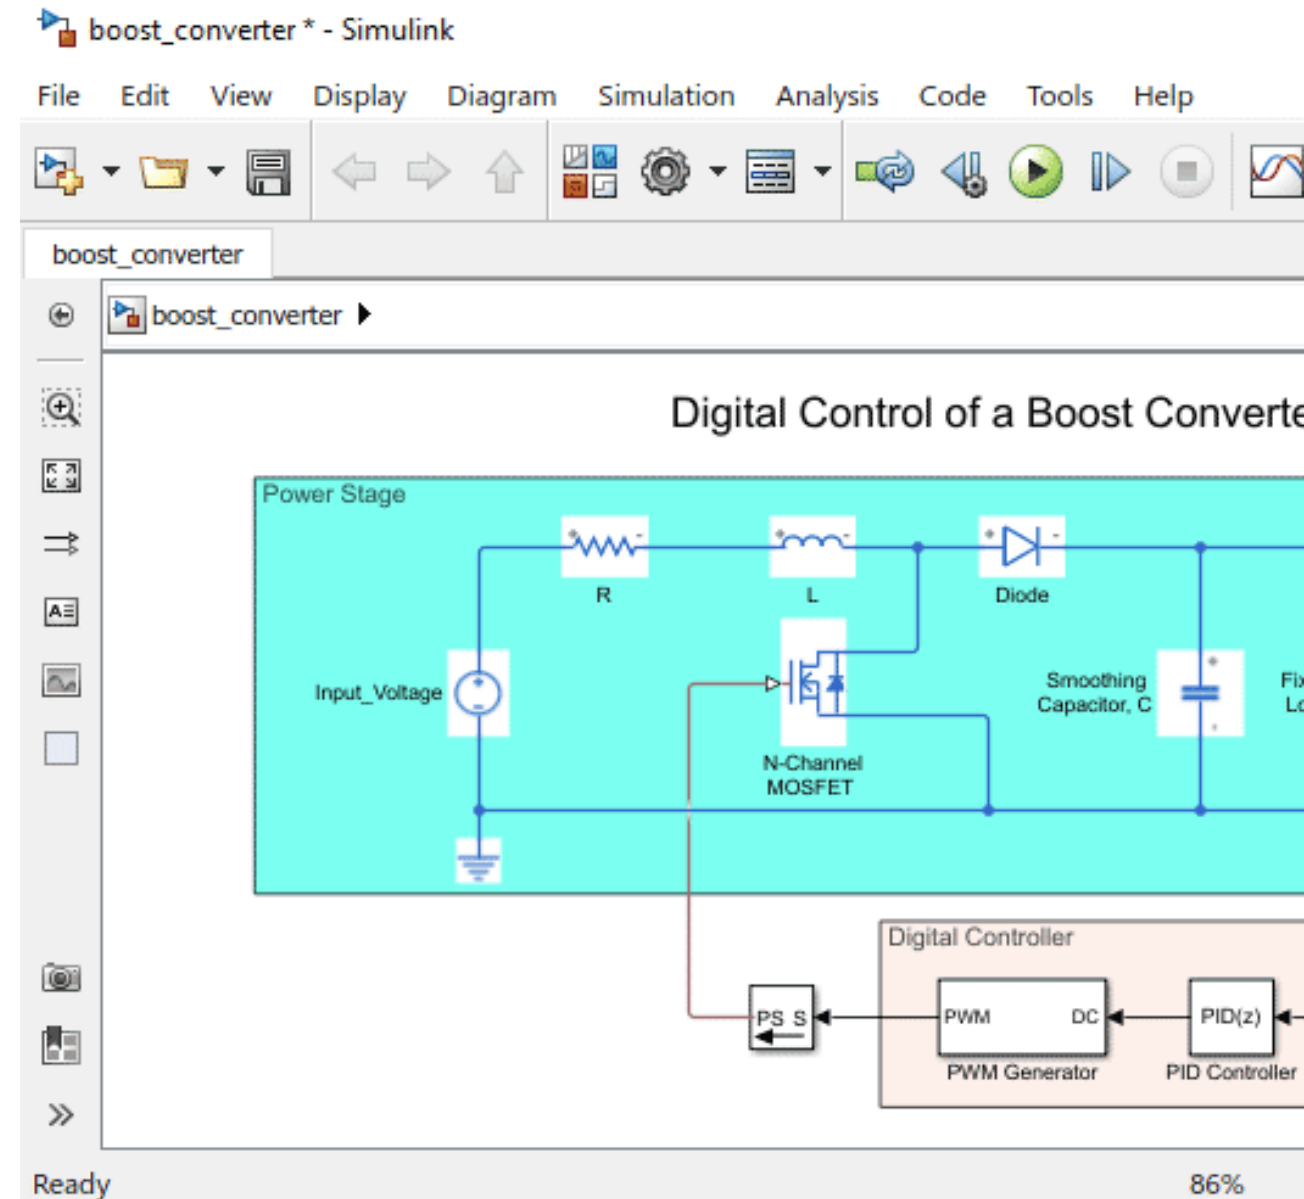 boost_converter * - Simulink
File Edit View Display Diagram Simulation Analysis Code Tools Help
boost_converter
boost_converter
Digital Control of a Boost Converte
Power Stage
R
L
Diode
Input_Voltage
Smoothing
Capacitor, C
Fix
Lo
N-Channel
MOSFET
Digital Controller
PS S
PWM DC
PID(z)
PWM Generator
PID Controller
Ready
86%